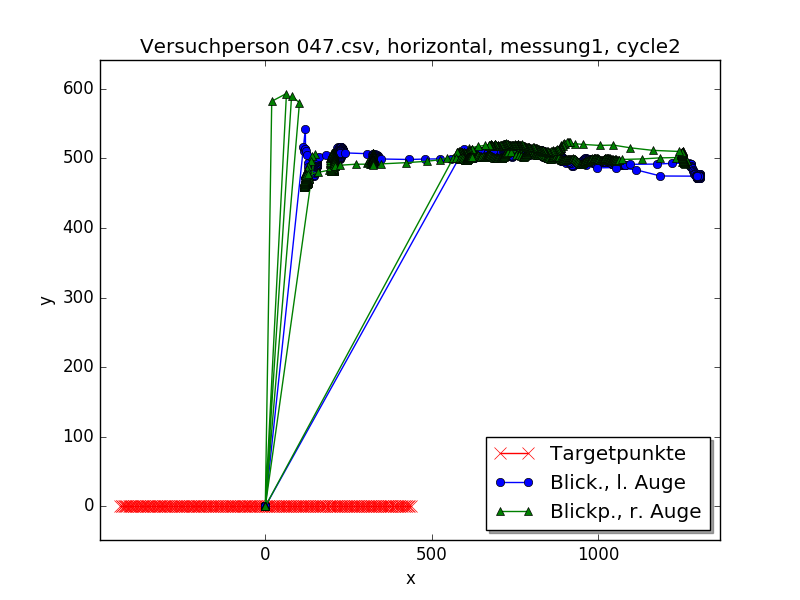 Versuchperson 047.csv, horizontal, messung1, cycle2
600
500
400
300
200
100
0
y
0 500 1000
x
Targetpunkte
Blick., l. Auge
Blickp., r. Auge